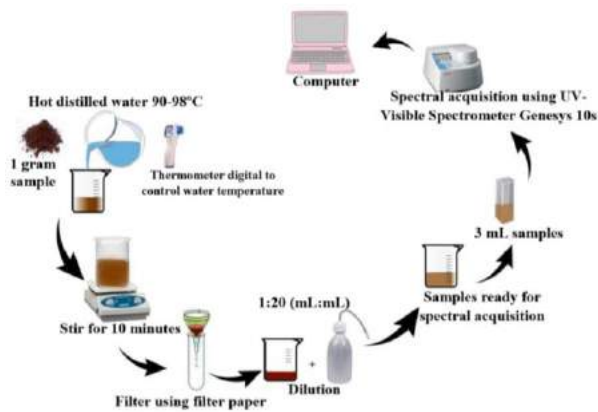 Hot distilled water 90-98°C
1 gram
sample
Thermometer digital to
control water temperature
Stir for 10 minutes
Filter using filter paper
1:20 (mL:mL)
+
Dilution
Samples ready for
spectral acquisition
3 mL samples
Spectral acquisition using UV-
Visible Spectrometer Genesys 10s
Computer